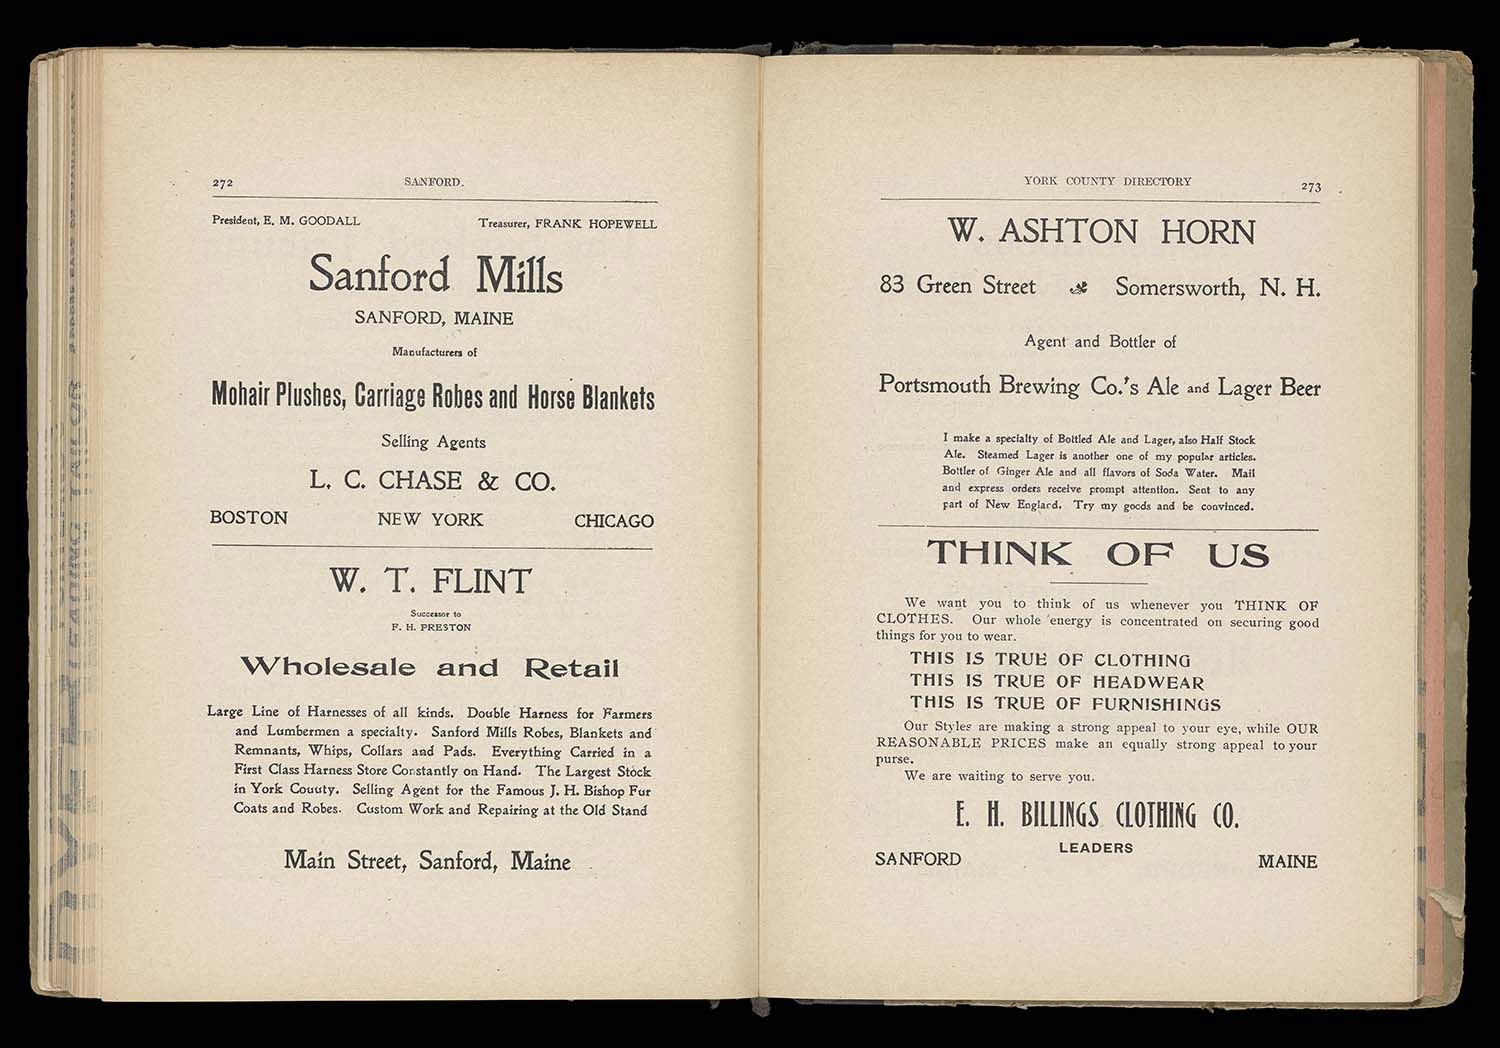 272
SANFORD.
President, E. M. GOODALL
Treasurer, FRANK HOPEWELL
Sanford Mills
SANFORD, MAINE
Manufacturers of
Mohair Plushes, Carriage Robes and Horse Blankets
Selling Agents
L. C. CHASE & CO.
BOSTON NEW YORK CHICAGO
W. T. FLINT
Successor to
F. H. PRESTON
Wholesale and Retail
Large Line of Harnesses of all kinds. Double Harness for Farmers
and Lumbermen a specialty. Sanford Mills Robes, Blankets and
Remnants, Whips, Collars and Pads. Everything Carried in a
First Class Harness Store Constantly on Hand. The Largest Stock
in York Couuty. Selling Agent for the Famous J. H. Bishop Fur
Coats and Robes. Custom Work and Repairing at the Old Stand
Main Street, Sanford, Maine
YORK COUNTY DIRECTORY
273
W. ASHTON HORN
83 Green Street Somersworth, N. H.
Agent and Bottler of
Portsmouth Brewing Co.'s Ale and Lager Beer
I make a specialty of Bottled Ale and Lager, also Half Stock
Ale. Steamed Lager is another one of my popular articles.
Bottler of Ginger Ale and all flavors of Soda Water. Mail
and express orders receive prompt attention. Sent to any
part of New England. Try my goods and be convinced.
THINK OF US
We want you to think of us whenever you THINK OF
CLOTHES. Our whole energy is concentrated on securing good
things for you to wear.
THIS IS TRUE OF CLOTHING
THIS IS TRUE OF HEADWEAR
THIS IS TRUE OF FURNISHINGS
Our Styles are making a strong appeal to your eye, while OUR
REASONABLE PRICES make an equally strong appeal to your
purse.
We are waiting to serve you.
E. H. BILLINGS CLOTHING CO.
LEADERS
SANFORD MAINE